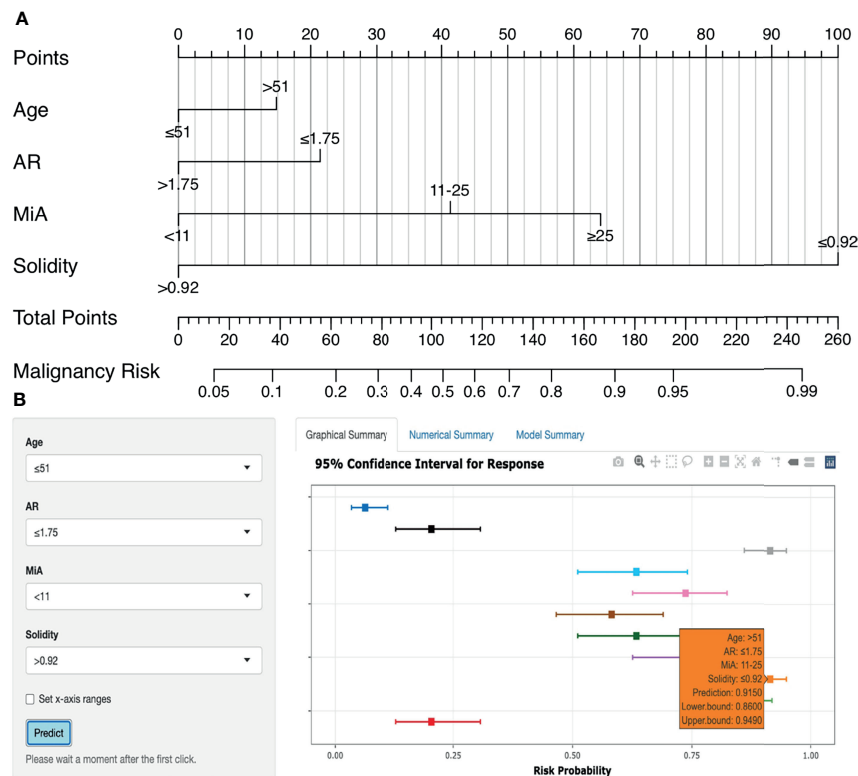 A
0 10 20 30 40 50 60 70 80 90 100
Points
>51
Age
≤51
≤1.75
AR
>1.75
11-25
MiA
<11
≥25
≤0.92
Solidity
>0.92
Total Points
0 20 40 60 80 100 120 140 160 180 200 220 240 260
Malignancy Risk
0.05 0.1 0.2 0.3 0.4 0.5 0.6 0.7 0.8 0.9 0.95 0.99
B
Age
≤51
AR
≤1.75
MiA
<11
Solidity
>0.92
Set x-axis ranges
Predict
Please wait a moment after the first click.
Graphical Summary Numerical Summary Model Summary
95% Confidence Interval for Response
Age: >51
AR: ≤1.75
MiA: 11-25
Solidity: ≤0.92
Prediction: 0.9150
Lower.bound: 0.8600
Upper.bound: 0.9490
0.00 0.25 0.50 0.75 1.00
Risk Probability